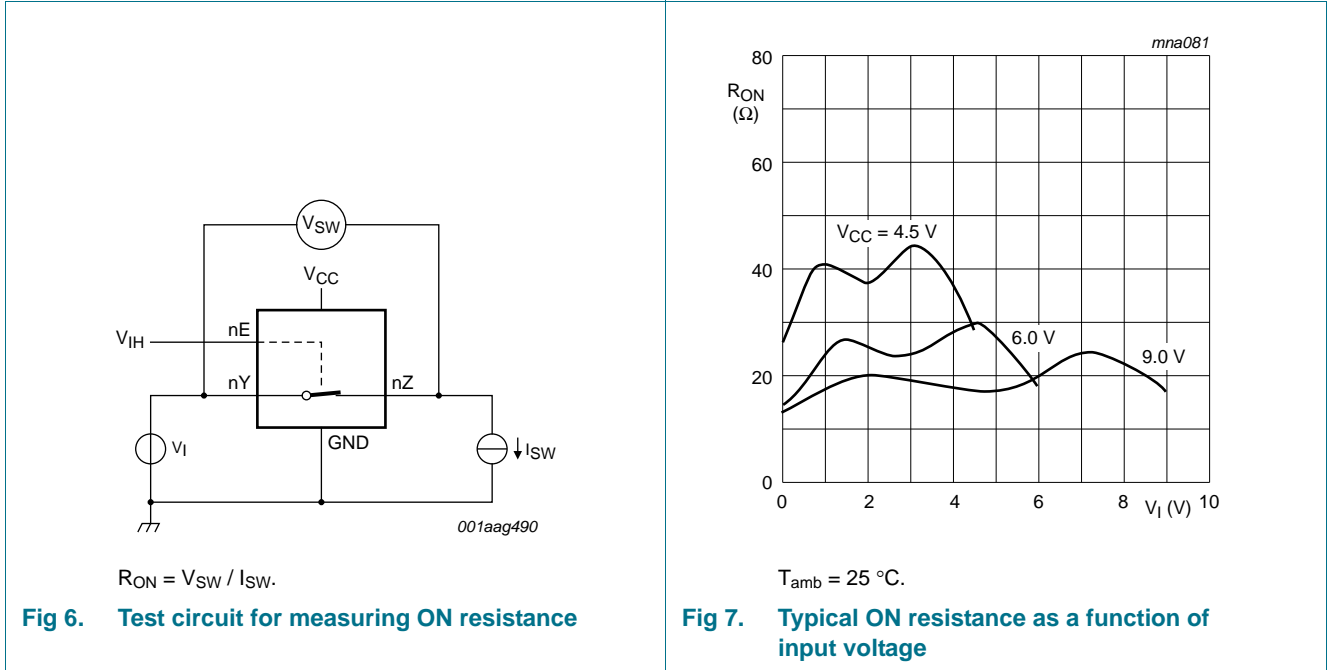 VSW
VCC
VIH
nE
nY
nZ
VI
GND
ISW
001aag490
RON = VSW / ISW.
Fig 6. Test circuit for measuring ON resistance
mna081
80
RON
(Ω)
60
VCC = 4.5 V
40
6.0 V
9.0 V
20
0
0 2 4 6 8 VI (V) 10
Tamb = 25 °C.
Fig 7. Typical ON resistance as a function of
input voltage